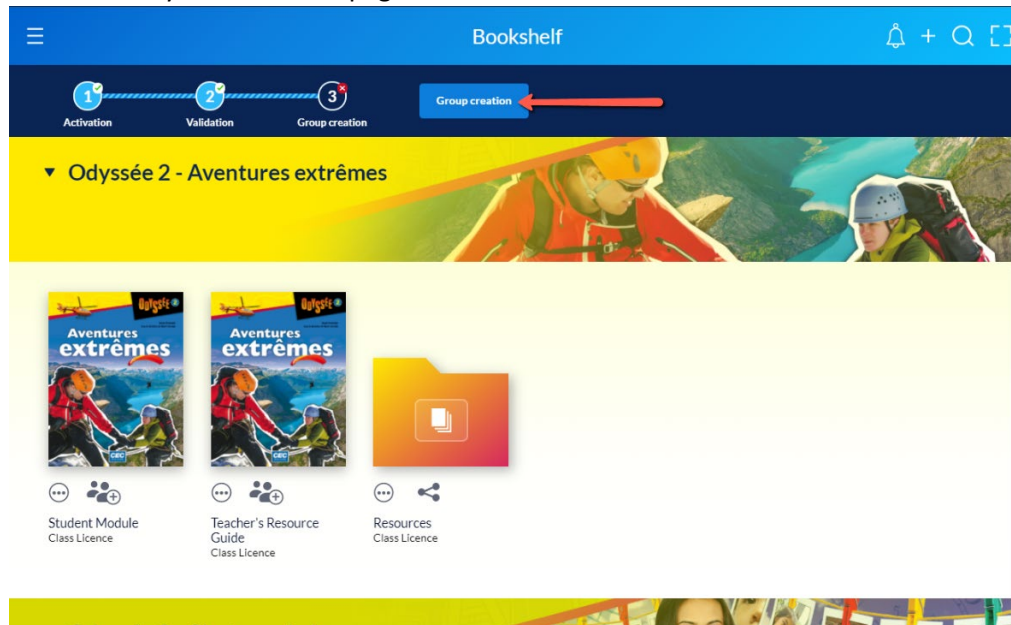 Bookshelf
1 2 3
Activation Validation Group creation
Group creation
Odyssée 2 - Aventures extrêmes
Odyssée 2
Aventures
extrêmes
CEC
Odyssée 2
Aventures
extrêmes
CEC
Student Module
Class Licence
Teacher's Resource
Guide
Class Licence
Resources
Class Licence